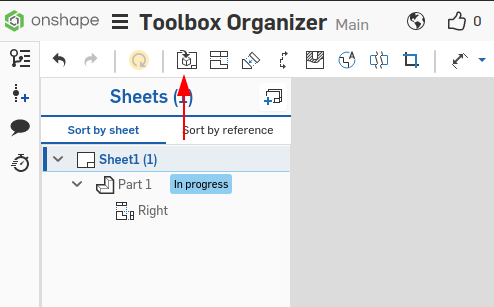 onshape Toolbox Organizer Main 0
Sheets (1)
Sort by sheet Sort by reference
Sheet1 (1)
Part 1 In progress
Right